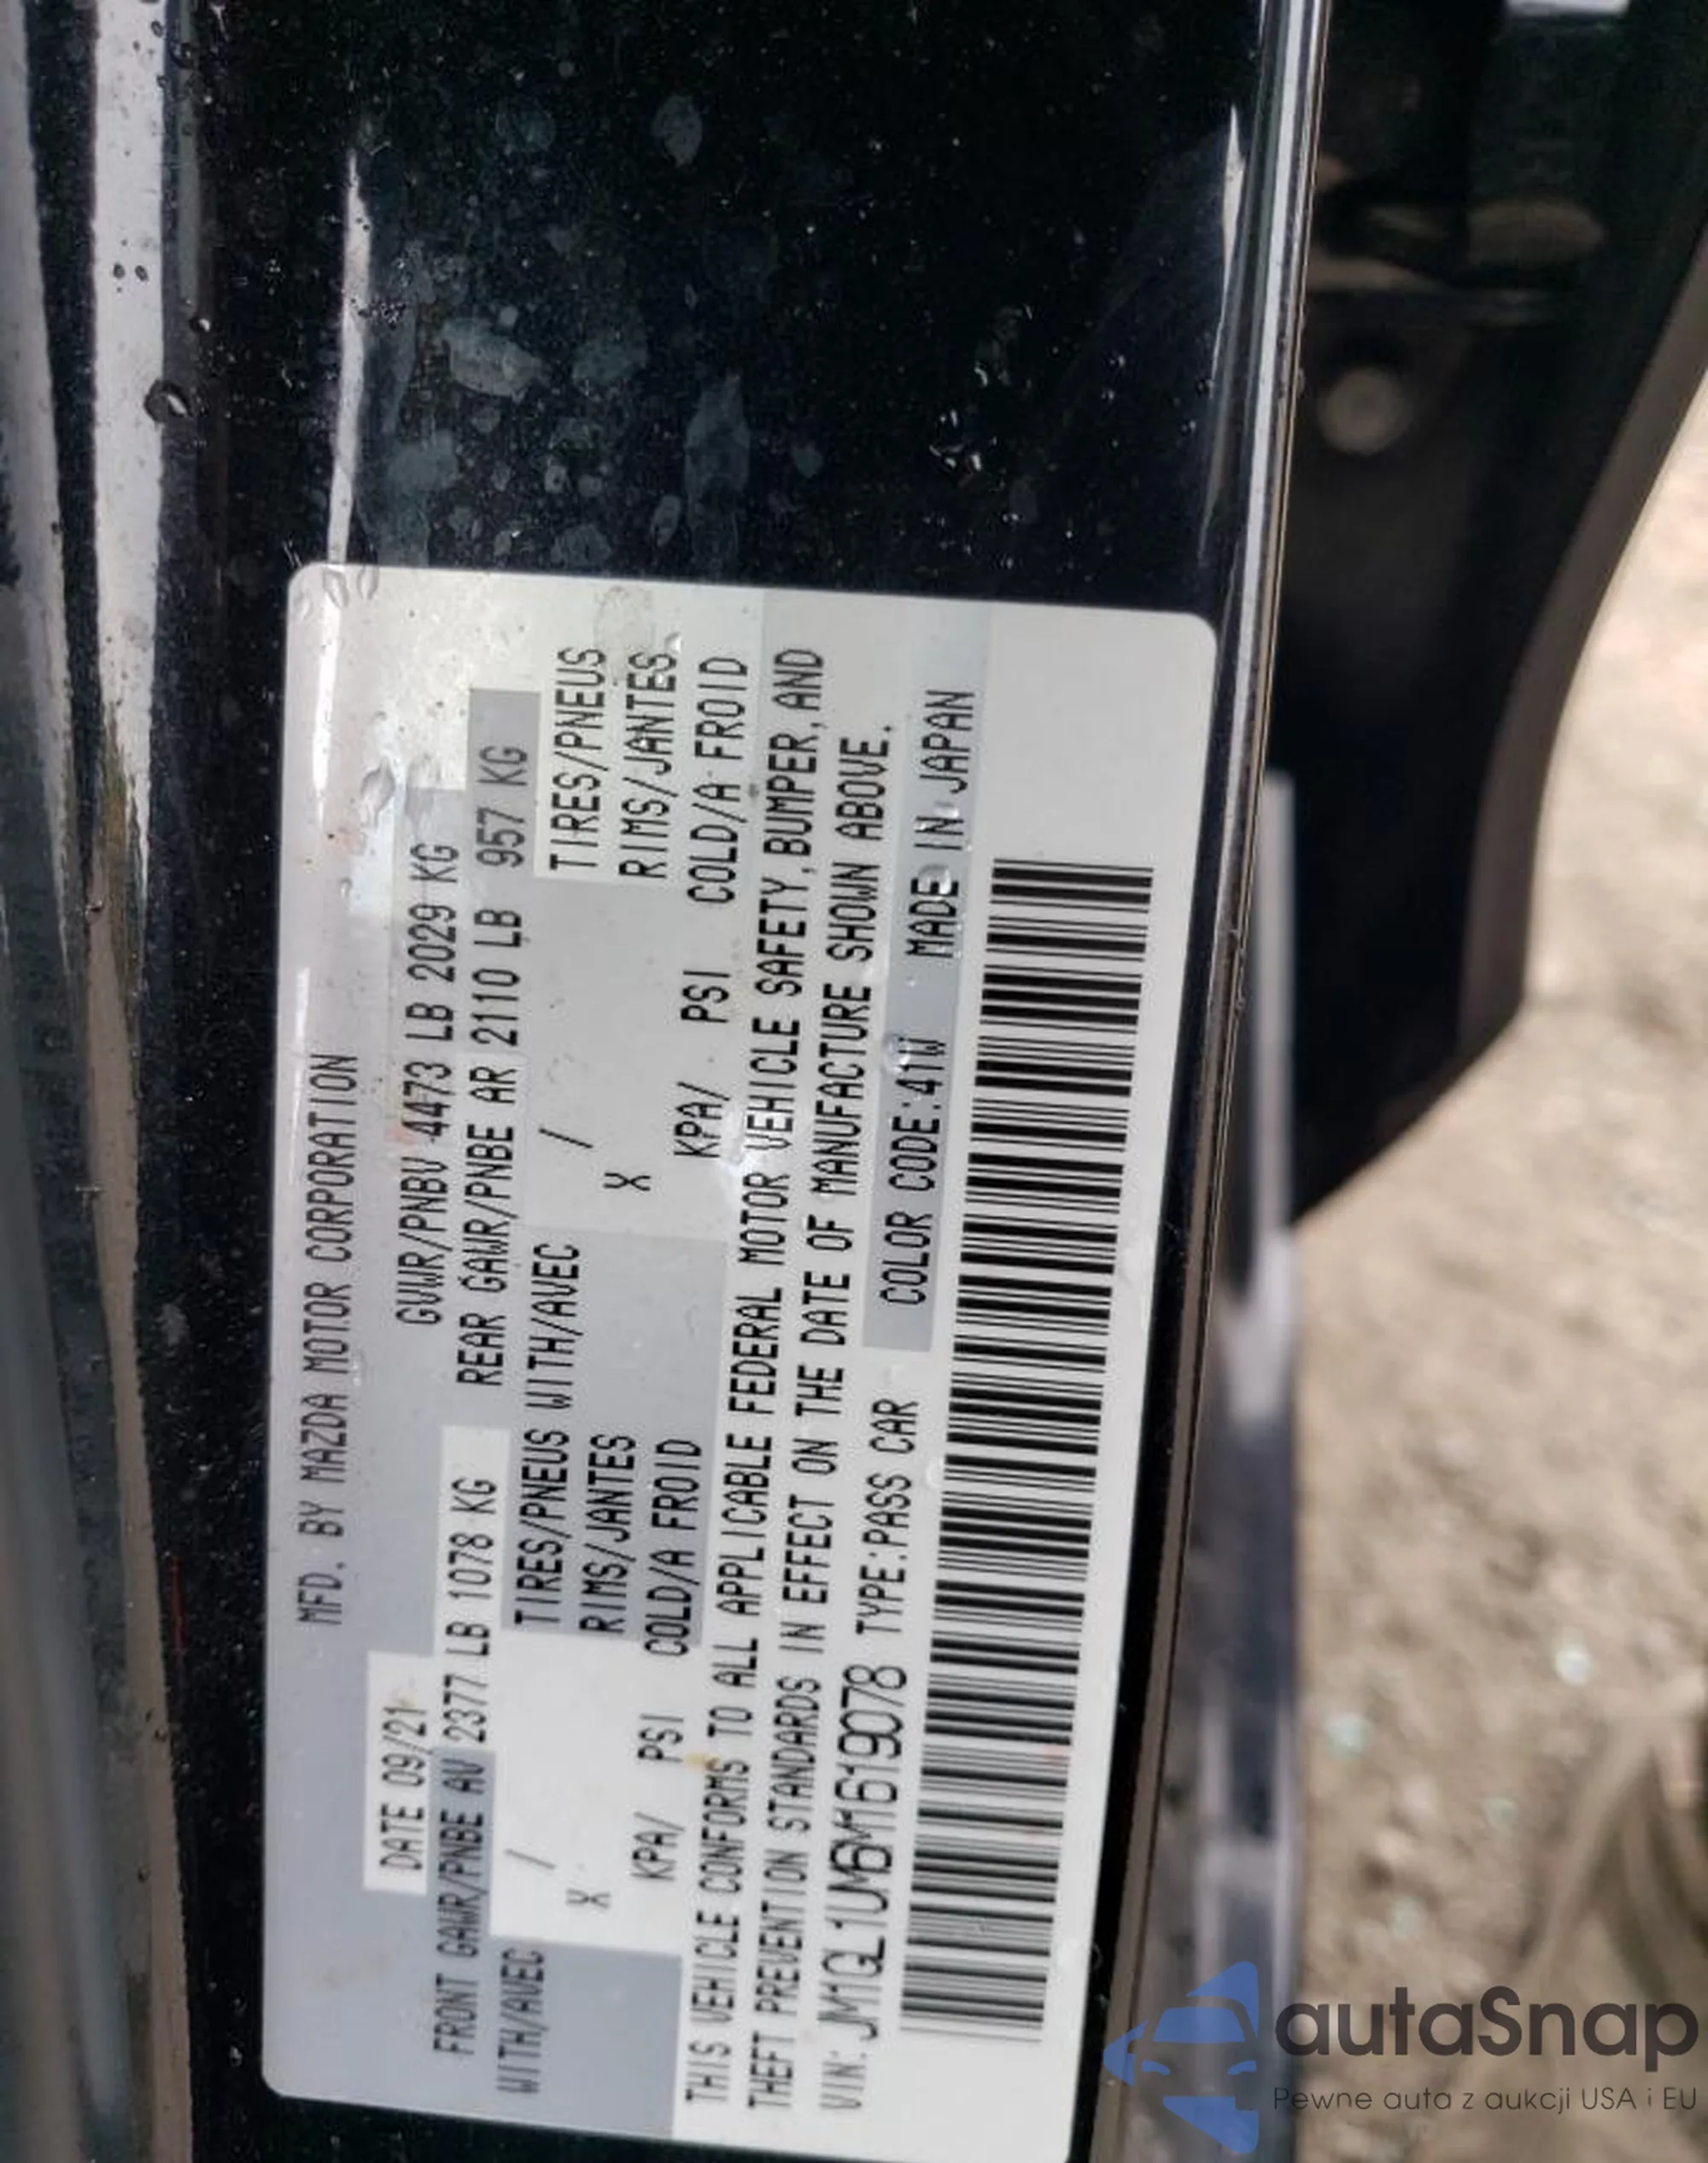 MFD. BY MAZDA MOTOR CORPORATION
DATE 09/21 GVWR/PNBV 4473 LB 2029 KG
FRONT GAWR/PNBE AV 2377 LB 1078 KG REAR GAWR/PNBE AR 2110 LB 957 KG
WITH/AVEC / TIRES/PNEUS WITH/AVEC / TIRES/PNEUS
X RIMS/JANTES X RIMS/JANTES
KPA/ PSI COLD/A FROID KPA/ PSI COLD/A FROID
THIS VEHICLE CONFORMS TO ALL APPLICABLE FEDERAL MOTOR VEHICLE SAFETY, BUMPER, AND
THEFT PREVENTION STANDARDS IN EFFECT ON THE DATE OF MANUFACTURE SHOWN ABOVE.
VIN: JM1GL1UM6M1619078 TYPE:PASS CAR COLOR CODE:41W MADE IN JAPAN
autaSnap
Pewne auta z aukcji USA i EU